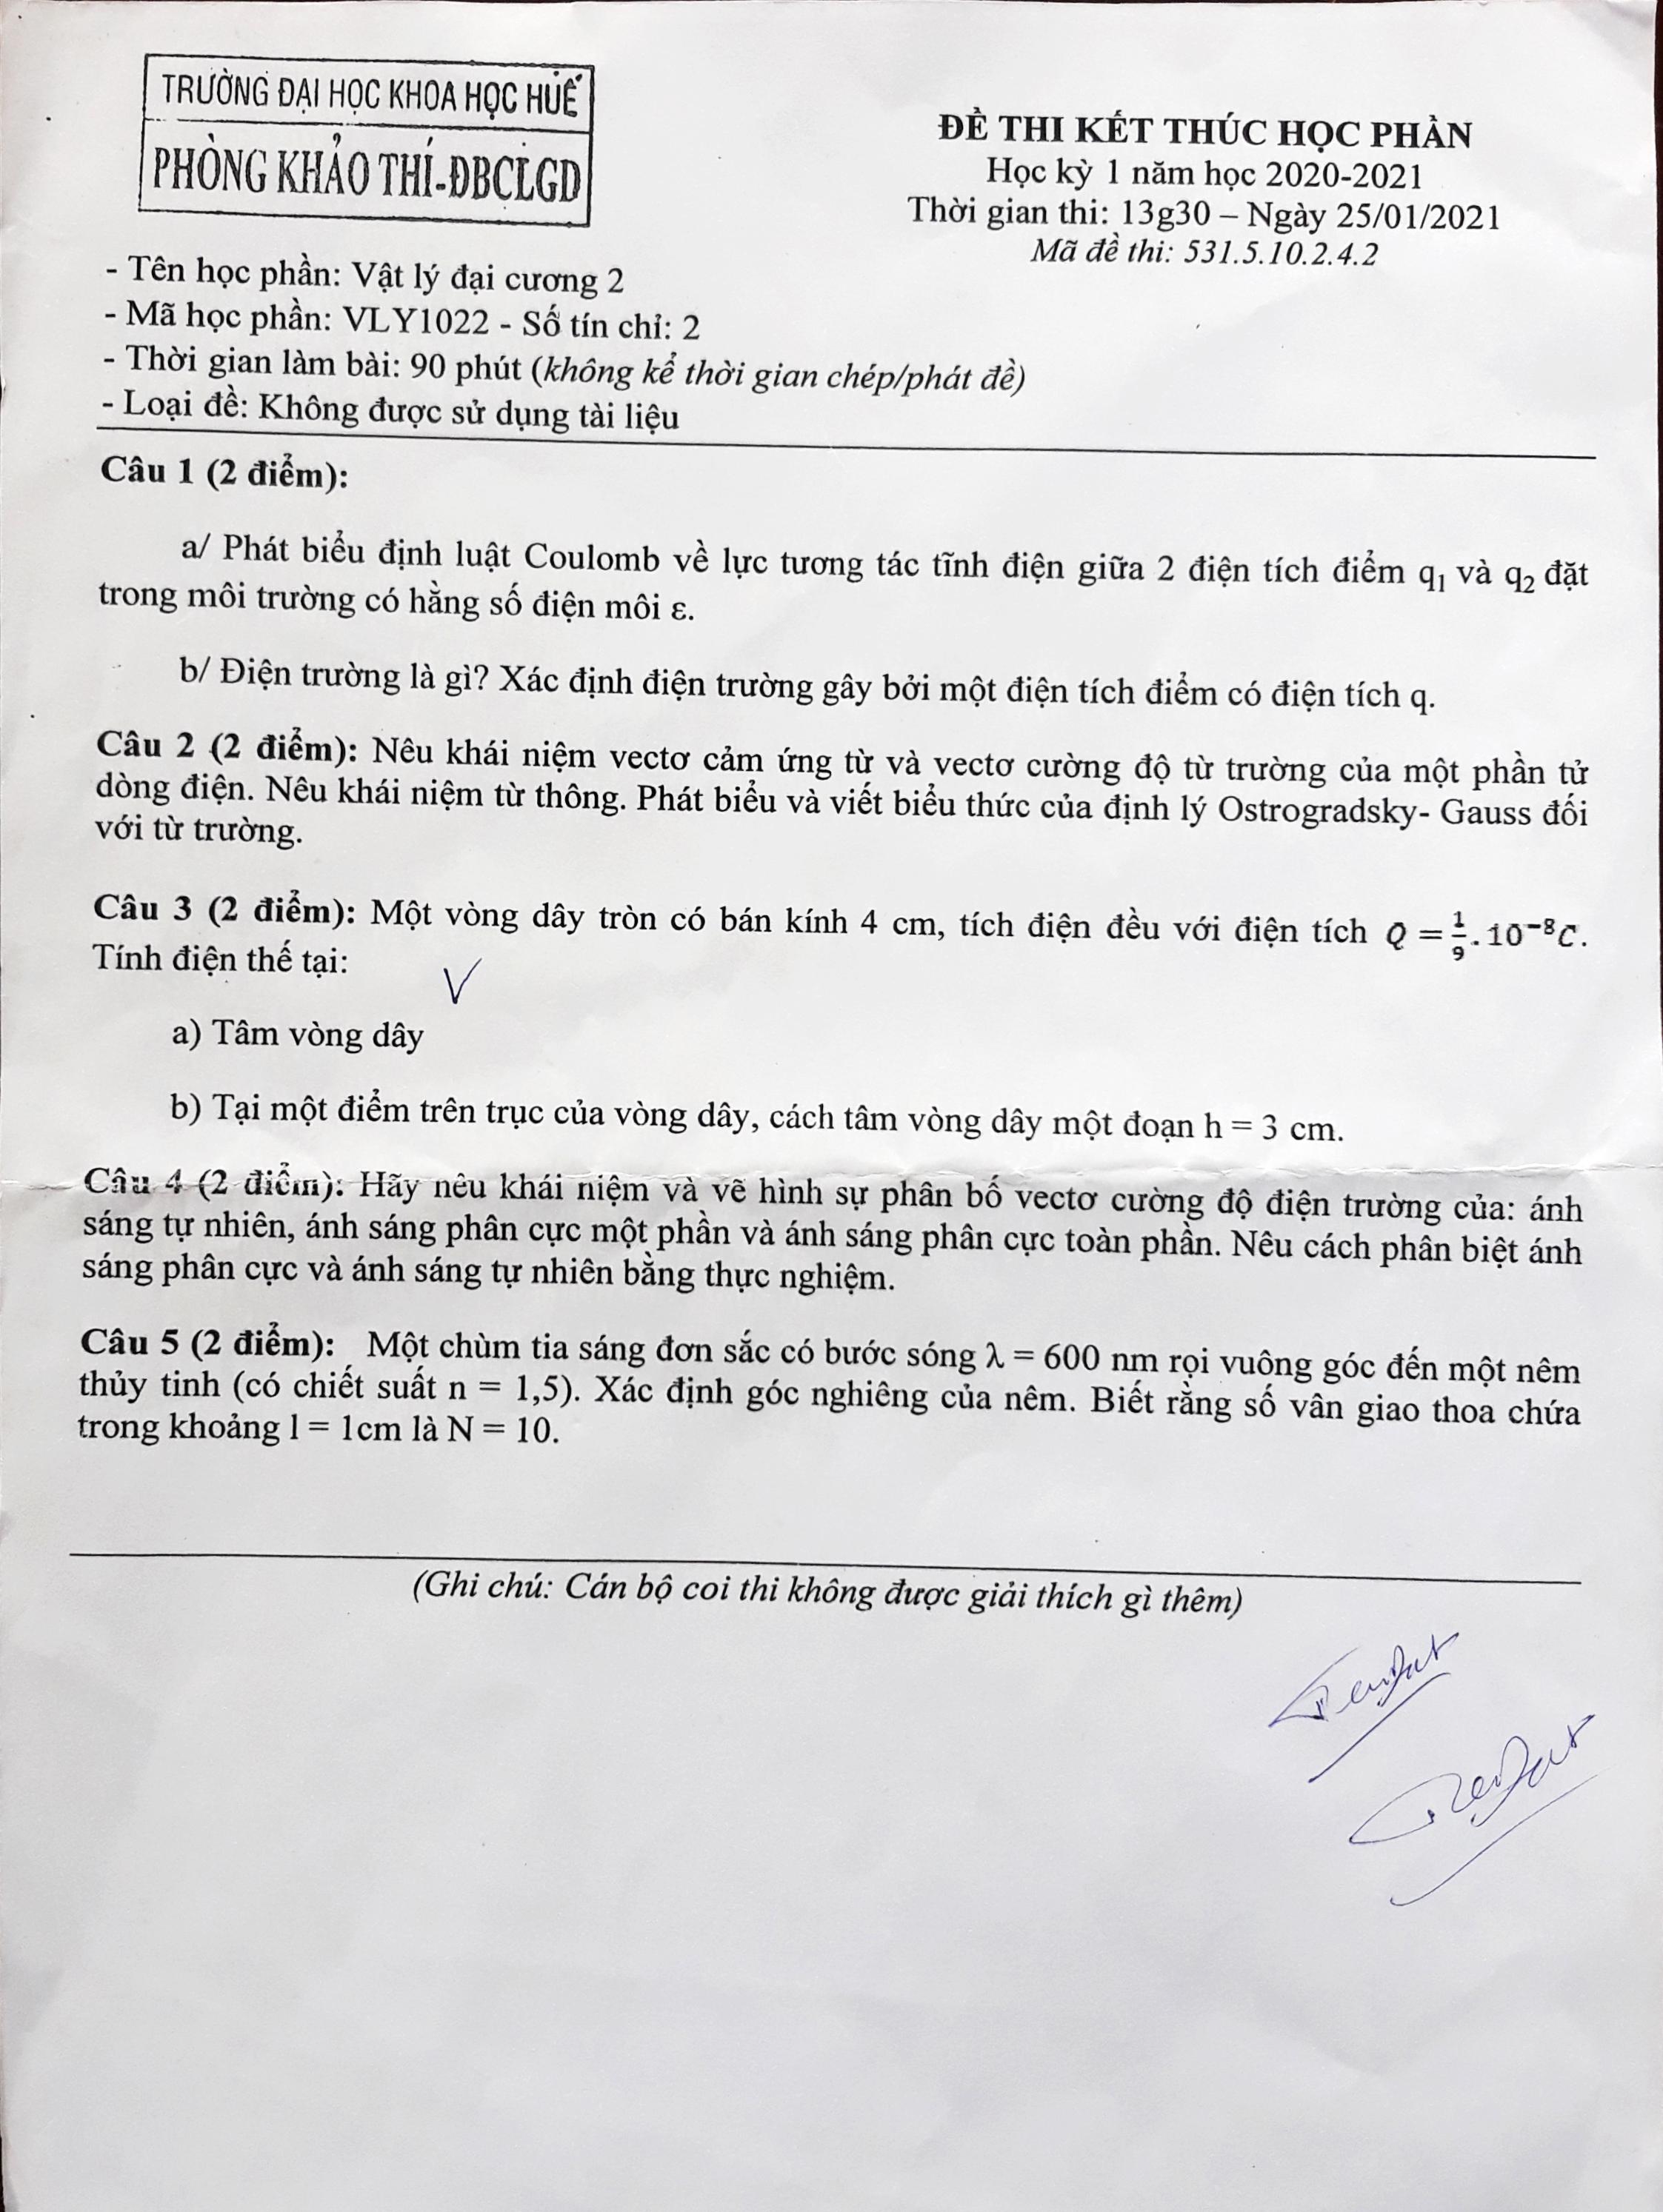 TRƯỜNG ĐẠI HỌC KHOA HỌC HUẾ
PHÒNG KHẢO THÍ-ĐBCLGD
ĐỀ THI KẾT THÚC HỌC PHẦN
Học kỳ 1 năm học 2020-2021
Thời gian thi: 13g30 – Ngày 25/01/2021
Mã đề thi: 531.5.10.2.4.2
- Tên học phần: Vật lý đại cương 2
- Mã học phần: VLY1022 - Số tín chỉ: 2
- Thời gian làm bài: 90 phút (không kể thời gian chép/phát đề)
- Loại đề: Không được sử dụng tài liệu
Câu 1 (2 điểm):
a/ Phát biểu định luật Coulomb về lực tương tác tĩnh điện giữa 2 điện tích điểm q₁ và q₂ đặt
trong môi trường có hằng số điện môi ε.
b/ Điện trường là gì? Xác định điện trường gây bởi một điện tích điểm có điện tích q.
Câu 2 (2 điểm): Nêu khái niệm vectơ cảm ứng từ và vectơ cường độ từ trường của một phần tử
dòng điện. Nêu khái niệm từ thông. Phát biểu và viết biểu thức của định lý Ostrogradsky- Gauss đối
với từ trường.
Câu 3 (2 điểm): Một vòng dây tròn có bán kính 4 cm, tích điện đều với điện tích Q = 1/9 . 10⁻⁸C.
Tính điện thế tại:
a) Tâm vòng dây
b) Tại một điểm trên trục của vòng dây, cách tâm vòng dây một đoạn h = 3 cm.
Câu 4 (2 điểm): Hãy nêu khái niệm và vẽ hình sự phân bố vectơ cường độ điện trường của: ánh
sáng tự nhiên, ánh sáng phân cực một phần và ánh sáng phân cực toàn phần. Nêu cách phân biệt ánh
sáng phân cực và ánh sáng tự nhiên bằng thực nghiệm.
Câu 5 (2 điểm): Một chùm tia sáng đơn sắc có bước sóng λ = 600 nm rọi vuông góc đến một nêm
thủy tinh (có chiết suất n = 1,5). Xác định góc nghiêng của nêm. Biết rằng số vân giao thoa chứa
trong khoảng l = 1cm là N = 10.
(Ghi chú: Cán bộ coi thi không được giải thích gì thêm)